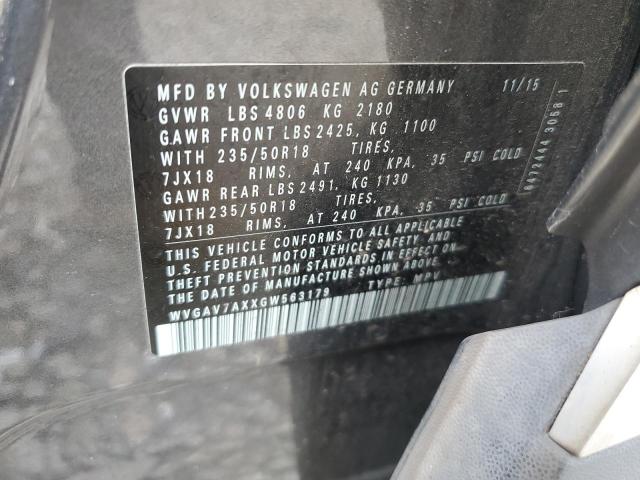 MFD BY VOLKSWAGEN AG GERMANY 11/15
GVWR LBS 4806 KG 2180
GAWR FRONT LBS 2425, KG 1100
WITH 235/50R18 TIRES,
7JX18 RIMS, AT 240 KPA, 35 PSI COLD
GAWR REAR LBS 2491, KG 1130
WITH 235/50R18 TIRES,
7JX18 RIMS, AT 240 KPA, 35 PSI COLD
THIS VEHICLE CONFORMS TO ALL APPLICABLE
U.S. FEDERAL MOTOR VEHICLE SAFETY, AND
THEFT PREVENTION STANDARDS IN EFFECT ON
THE DATE OF MANUFACTURE SHOWN ABOVE.
WVGAV7AXXGW563179 TYPE: MPV